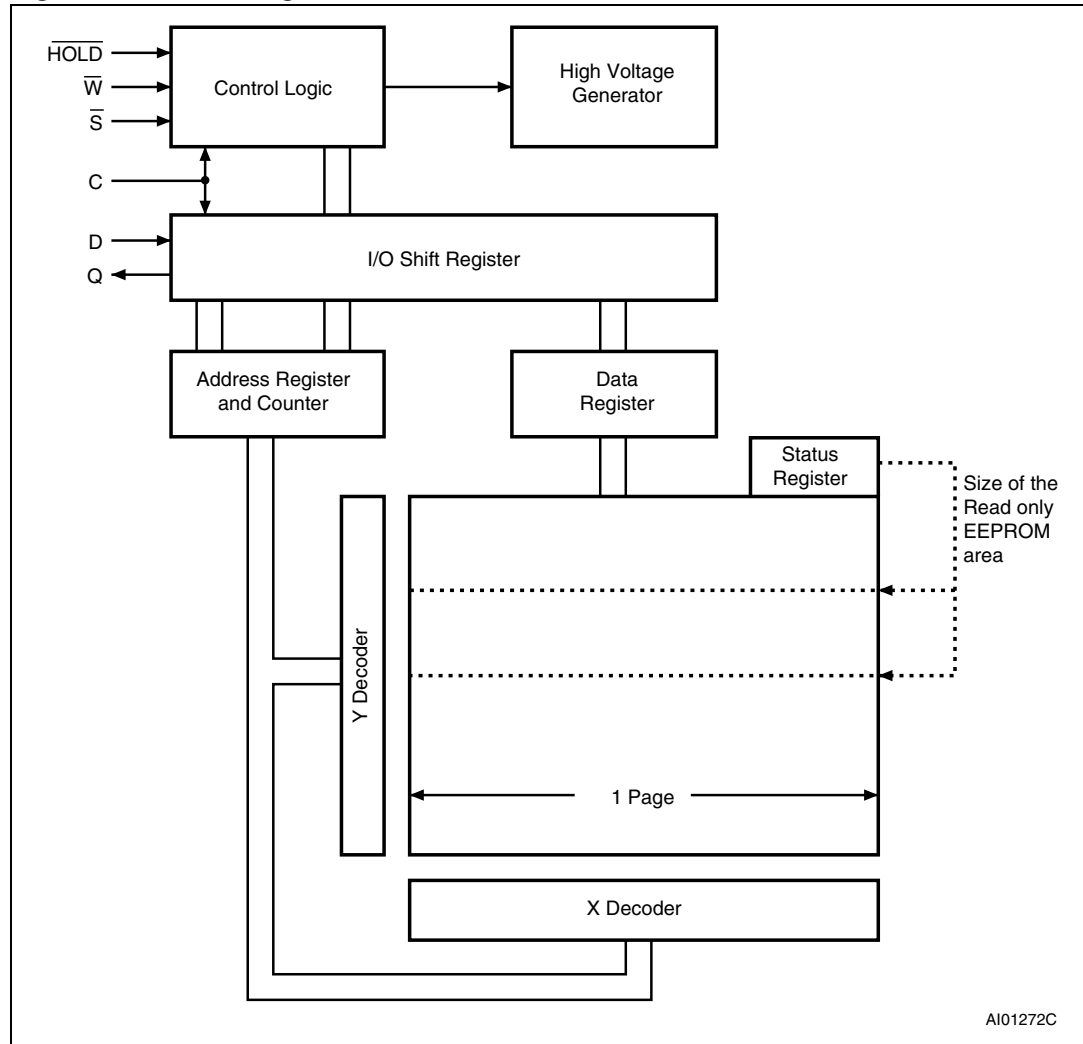 HOLD
W
S
C
D
Q
Control Logic
High Voltage
Generator
I/O Shift Register
Address Register
and Counter
Data
Register
Status
Register
Size of the
Read only
EEPROM
area
Y Decoder
1 Page
X Decoder
AI01272C